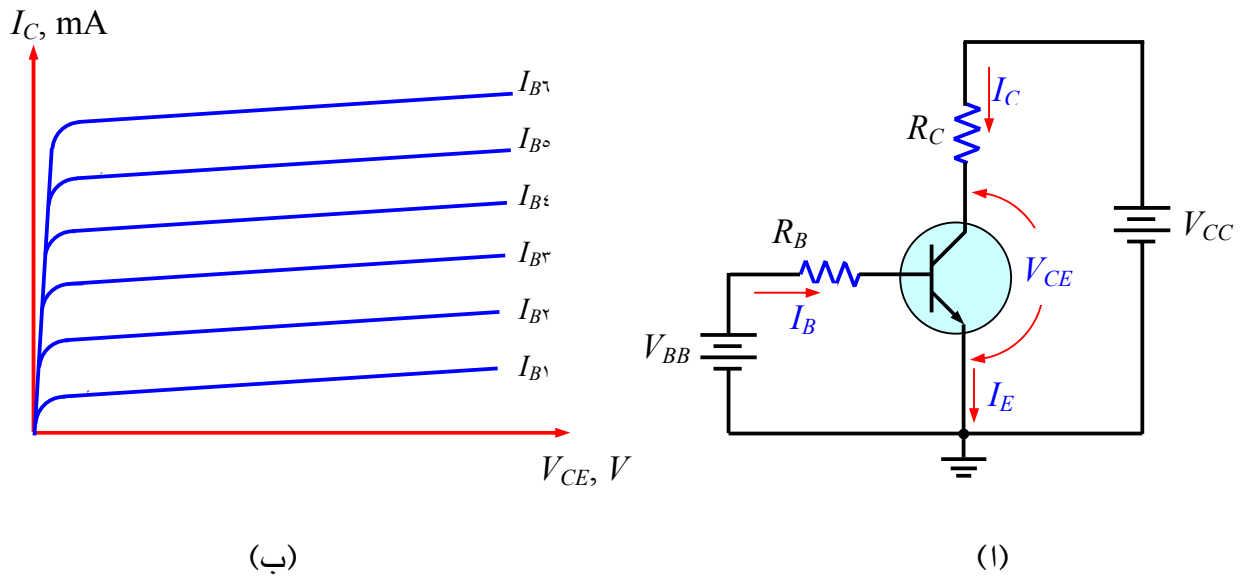 I_C, mA
I_B٦
I_B٥
I_B٤
I_B٣
I_B٢
I_B١
V_CE, V
(ب)
I_C
R_C
R_B
V_CC
V_CE
I_B
V_BB
I_E
(ا)